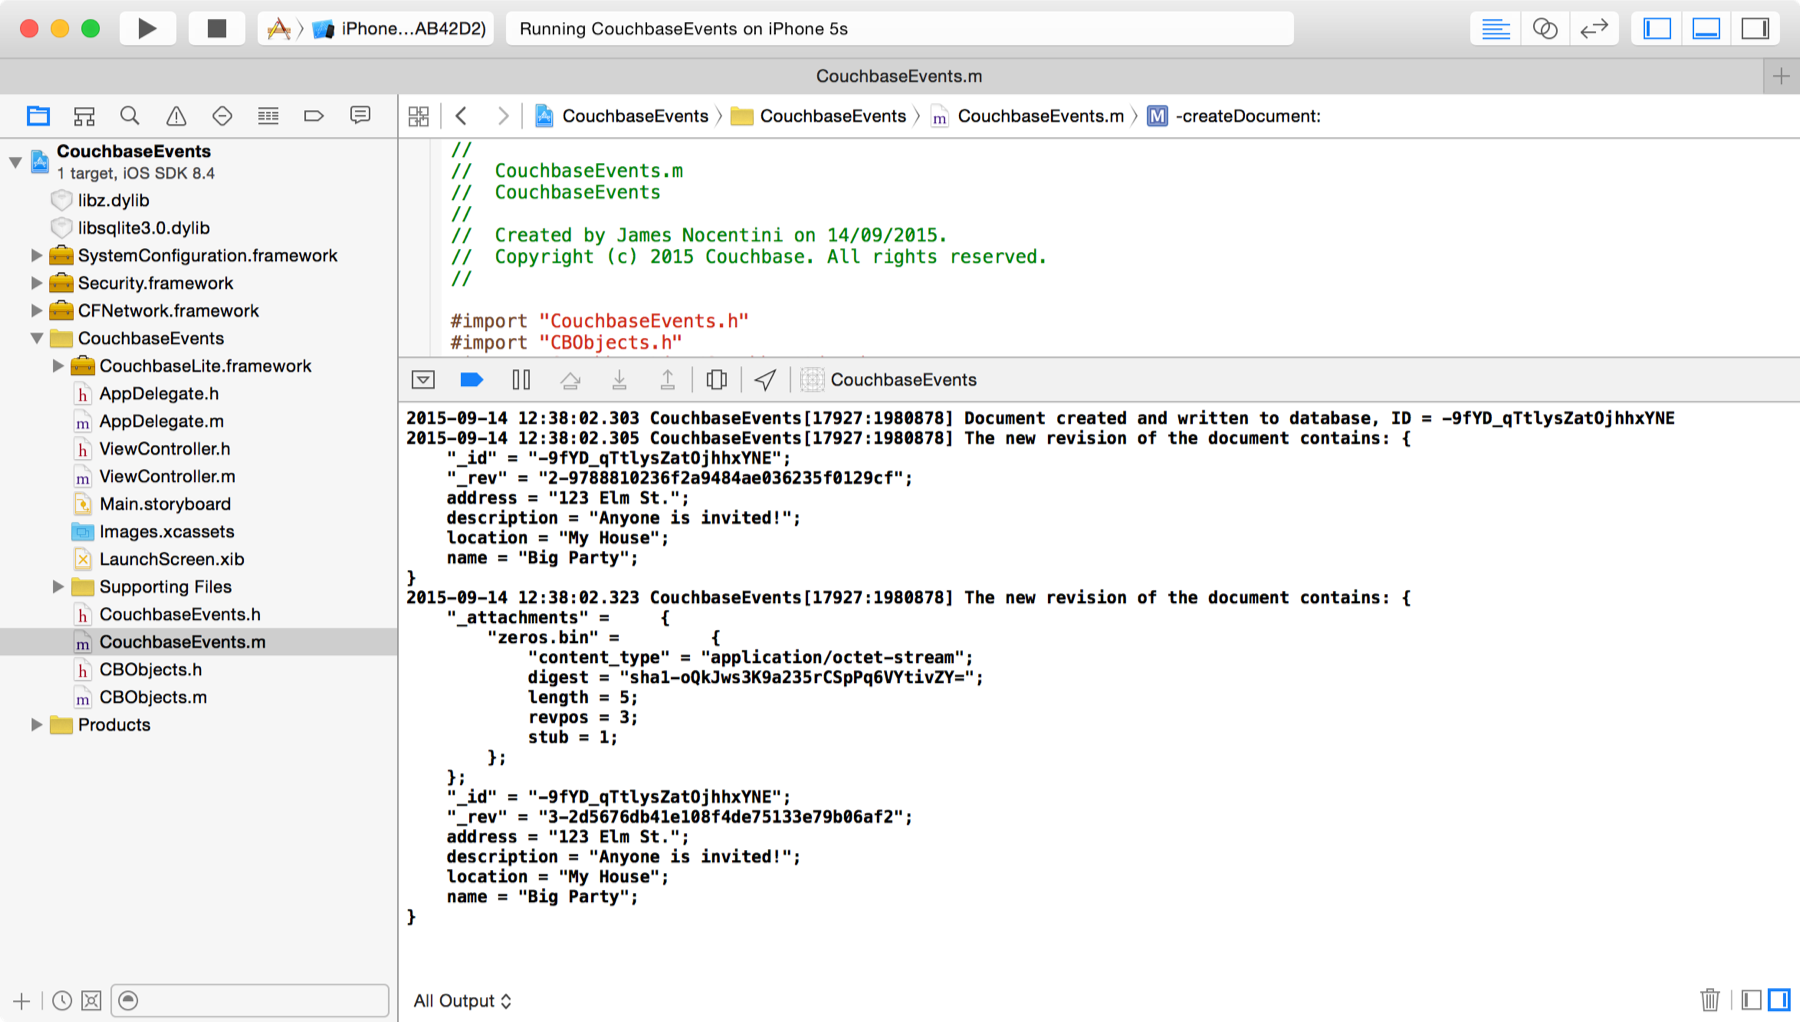 iPhone...AB42D2)
Running CouchbaseEvents on iPhone 5s
CouchbaseEvents.m
CouchbaseEvents
CouchbaseEvents
CouchbaseEvents.m
M
-createDocument:
CouchbaseEvents
1 target, iOS SDK 8.4
libz.dylib
libsqlite3.0.dylib
SystemConfiguration.framework
Security.framework
CFNetwork.framework
CouchbaseEvents
CouchbaseLite.framework
h AppDelegate.h
m AppDelegate.m
h ViewController.h
m ViewController.m
Main.storyboard
Images.xcassets
LaunchScreen.xib
Supporting Files
h CouchbaseEvents.h
m CouchbaseEvents.m
h CBObjects.h
m CBObjects.m
Products
//
//  CouchbaseEvents.m
//  CouchbaseEvents
//
//  Created by James Nocentini on 14/09/2015.
//  Copyright (c) 2015 Couchbase. All rights reserved.
//
#import "CouchbaseEvents.h"
#import "CBObjects.h"
CouchbaseEvents
2015-09-14 12:38:02.303 CouchbaseEvents[17927:1980878] Document created and written to database, ID = -9fYD_qTtlysZatOjhhxYNE
2015-09-14 12:38:02.305 CouchbaseEvents[17927:1980878] The new revision of the document contains: {
    "_id" = "-9fYD_qTtlysZatOjhhxYNE";
    "_rev" = "2-9788810236f2a9484ae036235f0129cf";
    address = "123 Elm St.";
    description = "Anyone is invited!";
    location = "My House";
    name = "Big Party";
}
2015-09-14 12:38:02.323 CouchbaseEvents[17927:1980878] The new revision of the document contains: {
    "_attachments" =     {
        "zeros.bin" =         {
            "content_type" = "application/octet-stream";
            digest = "sha1-oQkJws3K9a235rCSpPq6VYtivZY=";
            length = 5;
            revpos = 3;
            stub = 1;
        };
    };
    "_id" = "-9fYD_qTtlysZatOjhhxYNE";
    "_rev" = "3-2d5676db41e108f4de75133e79b06af2";
    address = "123 Elm St.";
    description = "Anyone is invited!";
    location = "My House";
    name = "Big Party";
}
All Output